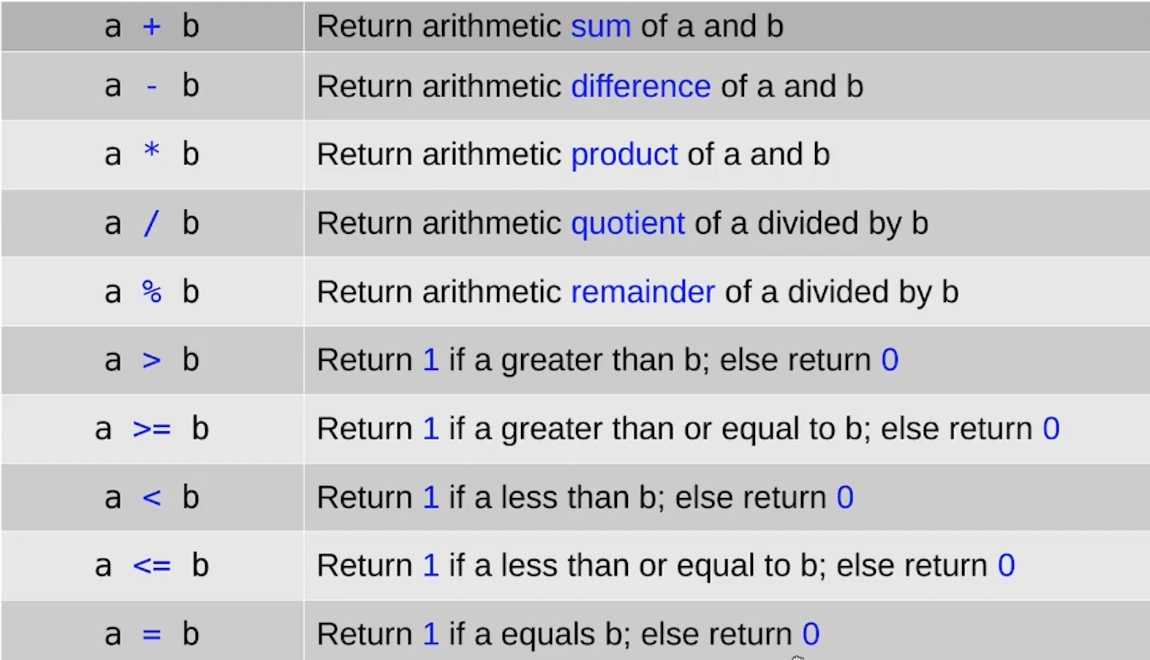 a + b Return arithmetic sum of a and b
a - b Return arithmetic difference of a and b
a * b Return arithmetic product of a and b
a / b Return arithmetic quotient of a divided by b
a % b Return arithmetic remainder of a divided by b
a > b Return 1 if a greater than b; else return 0
a >= b Return 1 if a greater than or equal to b; else return 0
a < b Return 1 if a less than b; else return 0
a <= b Return 1 if a less than or equal to b; else return 0
a = b Return 1 if a equals b; else return 0